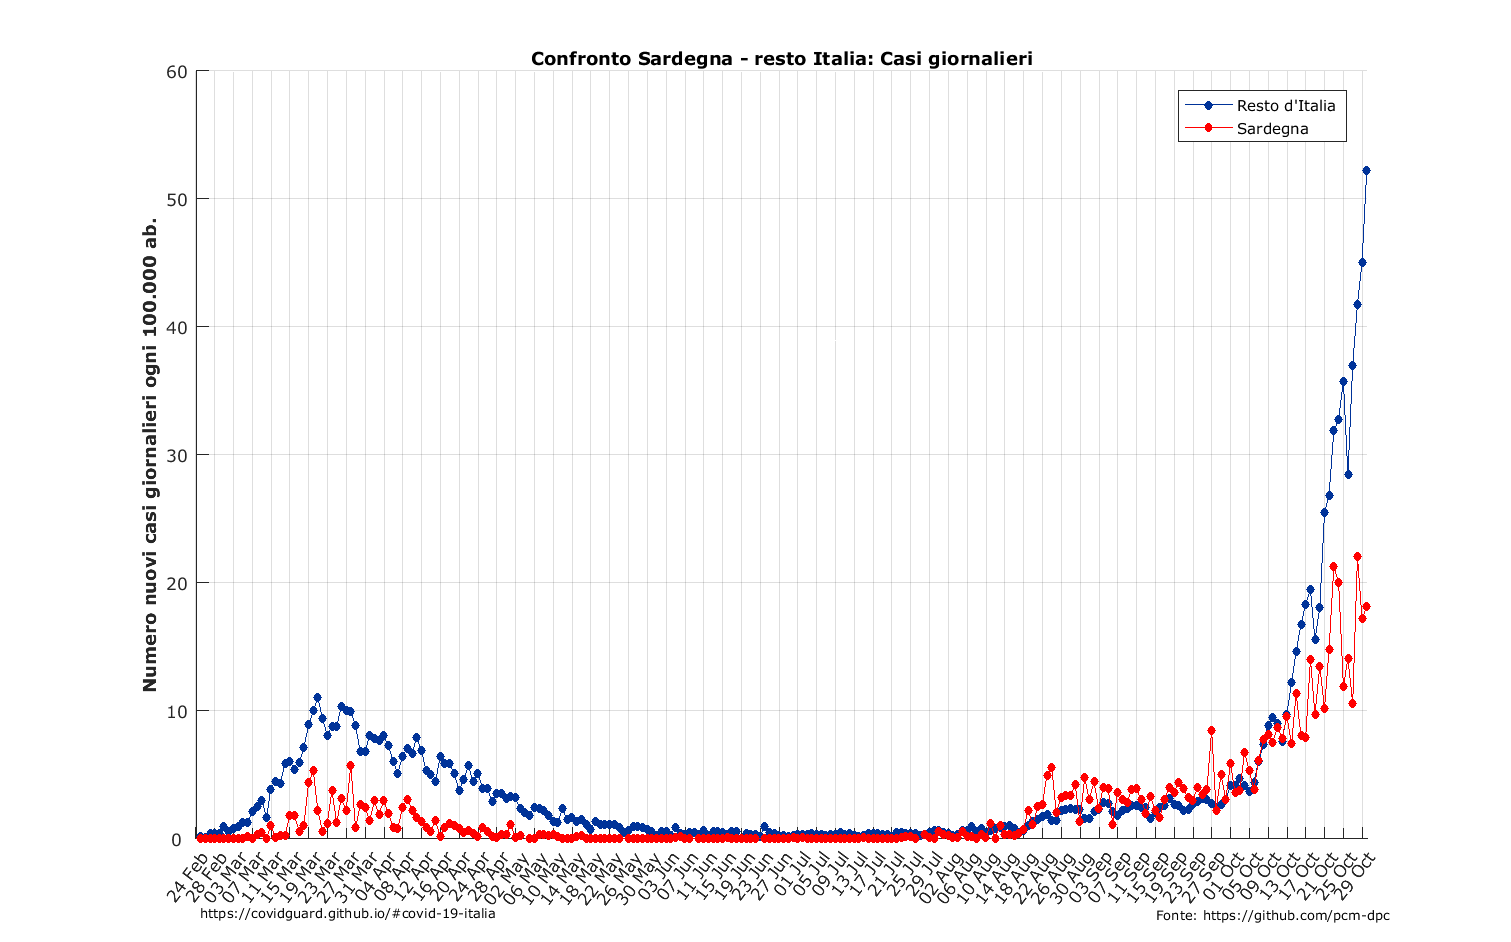 Confronto Sardegna - resto Italia: Casi giornalieri
Numero nuovi casi giornalieri ogni 100.000 ab.
60
50
40
30
20
10
0
Resto d'Italia
Sardegna
24 Feb
28 Feb
03 Mar
07 Mar
11 Mar
15 Mar
19 Mar
23 Mar
27 Mar
31 Mar
04 Apr
08 Apr
12 Apr
16 Apr
20 Apr
24 Apr
28 Apr
02 May
06 May
10 May
14 May
18 May
22 May
26 May
30 May
03 Jun
07 Jun
11 Jun
15 Jun
19 Jun
23 Jun
27 Jun
01 Jul
05 Jul
09 Jul
13 Jul
17 Jul
21 Jul
25 Jul
29 Jul
02 Aug
06 Aug
10 Aug
14 Aug
18 Aug
22 Aug
26 Aug
30 Aug
03 Sep
07 Sep
11 Sep
15 Sep
19 Sep
23 Sep
27 Sep
01 Oct
05 Oct
09 Oct
13 Oct
17 Oct
21 Oct
25 Oct
29 Oct
https://covidguard.github.io/#covid-19-italia
Fonte: https://github.com/pcm-dpc